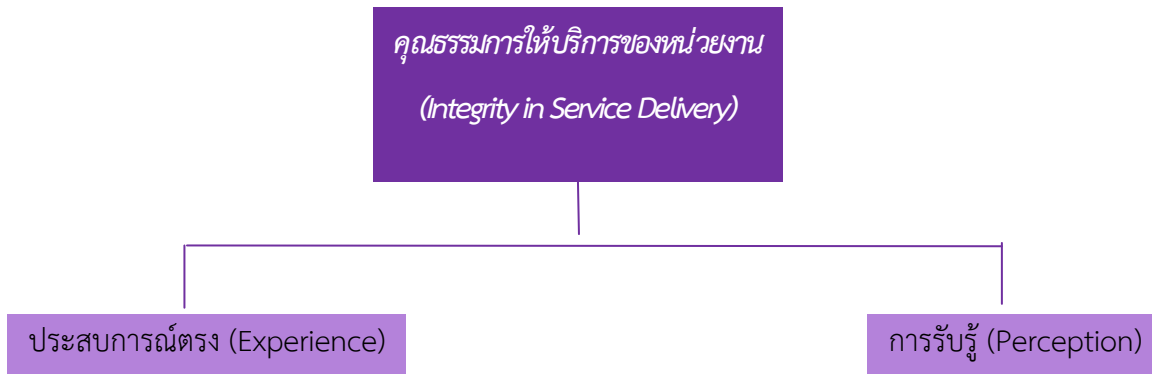 คุณธรรมการให้บริการของหน่วยงาน
(Integrity in Service Delivery)
ประสบการณ์ตรง (Experience)
การรับรู้ (Perception)